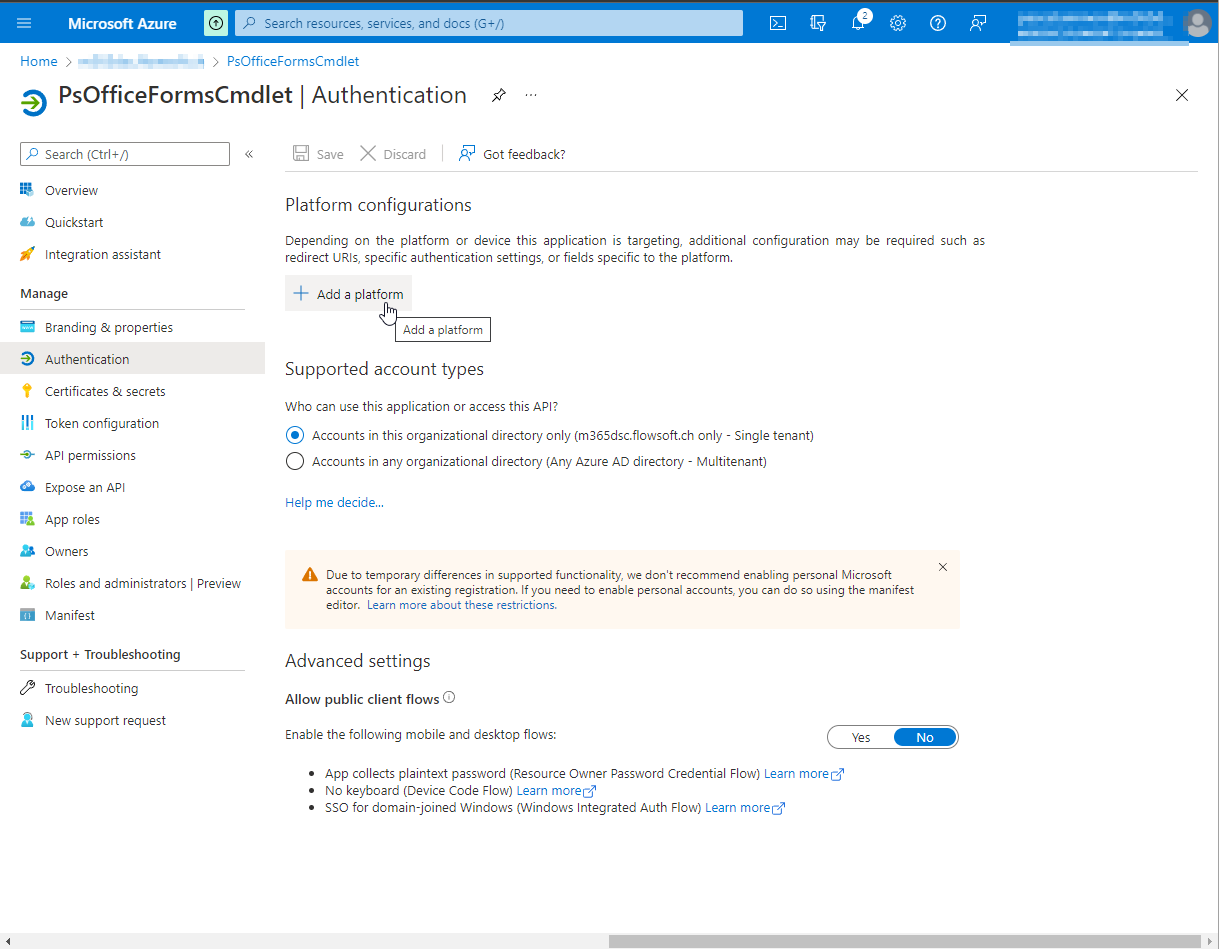 Microsoft Azure
Search resources, services, and docs (G+/)
2
Home > > PsOfficeFormsCmdlet
PsOfficeFormsCmdlet | Authentication
Search (Ctrl+/)
«
Save
Discard
Got feedback?
Overview
Quickstart
Integration assistant
Manage
Branding & properties
Authentication
Certificates & secrets
Token configuration
API permissions
Expose an API
App roles
Owners
Roles and administrators | Preview
Manifest
Support + Troubleshooting
Troubleshooting
New support request
Platform configurations
Depending on the platform or device this application is targeting, additional configuration may be required such as
redirect URIs, specific authentication settings, or fields specific to the platform.
Add a platform
Add a platform
Supported account types
Who can use this application or access this API?
Accounts in this organizational directory only (m365dsc.flowsoft.ch only - Single tenant)
Accounts in any organizational directory (Any Azure AD directory - Multitenant)
Help me decide...
Due to temporary differences in supported functionality, we don't recommend enabling personal Microsoft
accounts for an existing registration. If you need to enable personal accounts, you can do so using the manifest
editor. Learn more about these restrictions.
Advanced settings
Allow public client flows
Enable the following mobile and desktop flows:
Yes
No
• App collects plaintext password (Resource Owner Password Credential Flow) Learn more
• No keyboard (Device Code Flow) Learn more
• SSO for domain-joined Windows (Windows Integrated Auth Flow) Learn more